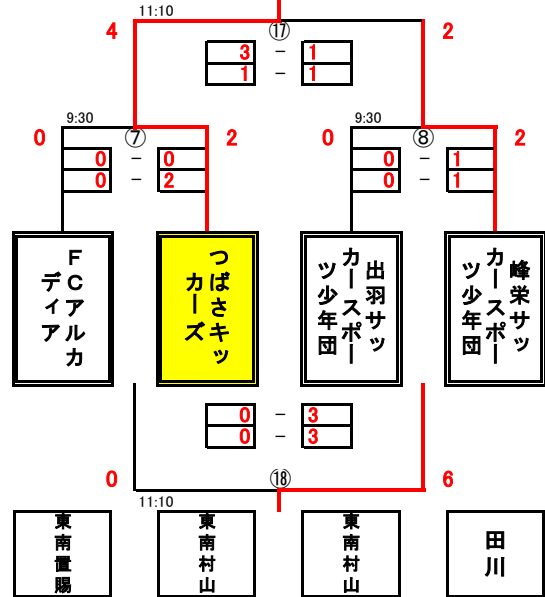 11:10
4 ⑰ 2
3 - 1
1 - 1
9:30 9:30
0 ⑦ 2 0 ⑧ 2
0 - 0 0 - 1
0 - 2 0 - 1
FCアルカ
ディア
つばさキッ
カーズ
出羽サッ
カースポー
ツ少年団
峰栄サッ
カースポー
ツ少年団
0 - 3
0 - 3
0 ⑱ 6
11:10
東南置賜
東南村山
東南村山
田川